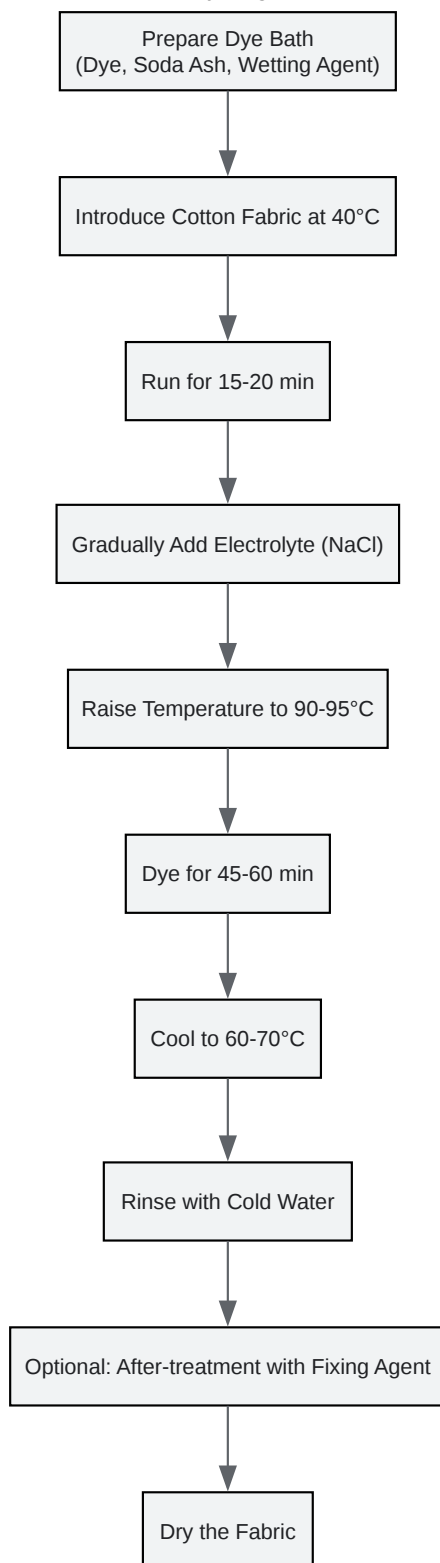 Prepare Dye Bath
(Dye, Soda Ash, Wetting Agent)
Introduce Cotton Fabric at 40°C
Run for 15-20 min
Gradually Add Electrolyte (NaCl)
Raise Temperature to 90-95°C
Dye for 45-60 min
Cool to 60-70°C
Rinse with Cold Water
Optional: After-treatment with Fixing Agent
Dry the Fabric